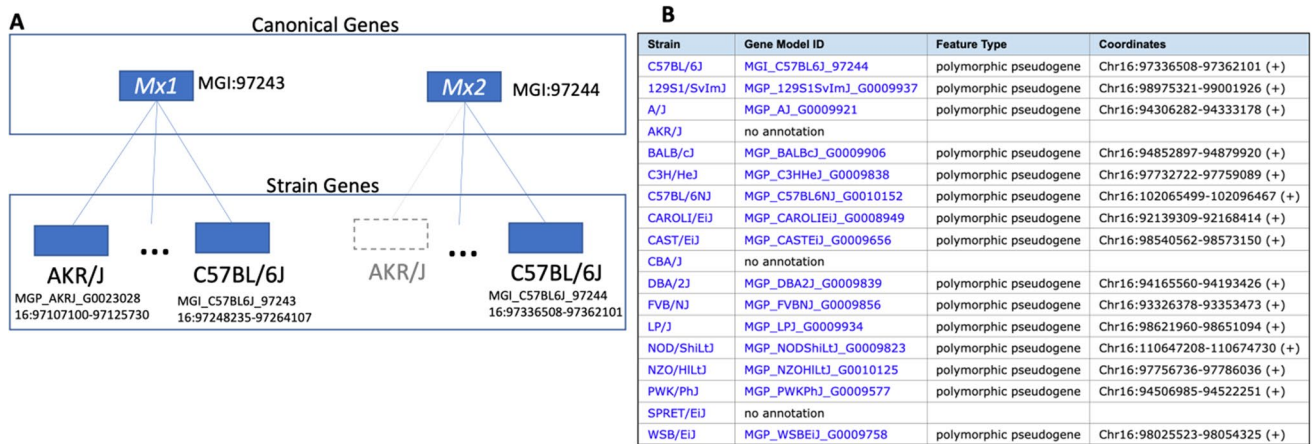 A
Canonical Genes
Mx1 MGI:97243
Mx2 MGI:97244
Strain Genes
... ...
AKR/J C57BL/6J AKR/J C57BL/6J
MGP_AKRJ_G0023028 MGI_C57BL6J_97243 MGI_C57BL6J_97244
16:97107100-97125730 16:97248235-97264107 16:97336508-97362101
B
Strain Gene Model ID Feature Type Coordinates
C57BL/6J MGI_C57BL6J_97244 polymorphic pseudogene Chr16:97336508-97362101 (+)
129S1/SvImJ MGP_129S1SvImJ_G0009937 polymorphic pseudogene Chr16:98975321-99001926 (+)
A/J MGP_AJ_G0009921 polymorphic pseudogene Chr16:94306282-94333178 (+)
AKR/J no annotation
BALB/cJ MGP_BALBcJ_G0009906 polymorphic pseudogene Chr16:94852897-94879920 (+)
C3H/HeJ MGP_C3HHeJ_G0009838 polymorphic pseudogene Chr16:97732722-97759089 (+)
C57BL/6NJ MGP_C57BL6NJ_G0010152 polymorphic pseudogene Chr16:102065499-102096467 (+)
CAROLI/EiJ MGP_CAROLIEiJ_G0008949 polymorphic pseudogene Chr16:92139309-92168414 (+)
CAST/EiJ MGP_CASTEiJ_G0009656 polymorphic pseudogene Chr16:98540562-98573150 (+)
CBA/J no annotation
DBA/2J MGP_DBA2J_G0009839 polymorphic pseudogene Chr16:94165560-94193426 (+)
FVB/NJ MGP_FVBNJ_G0009856 polymorphic pseudogene Chr16:93326378-93353473 (+)
LP/J MGP_LPJ_G0009934 polymorphic pseudogene Chr16:98621960-98651094 (+)
NOD/ShiLtJ MGP_NODShiLtJ_G0009823 polymorphic pseudogene Chr16:110647208-110674730 (+)
NZO/HlLtJ MGP_NZOHlLtJ_G0010125 polymorphic pseudogene Chr16:97756736-97786036 (+)
PWK/PhJ MGP_PWKPhJ_G0009577 polymorphic pseudogene Chr16:94506985-94522251 (+)
SPRET/EiJ no annotation
WSB/EiJ MGP_WSBEiJ_G0009758 polymorphic pseudogene Chr16:98025523-98054325 (+)